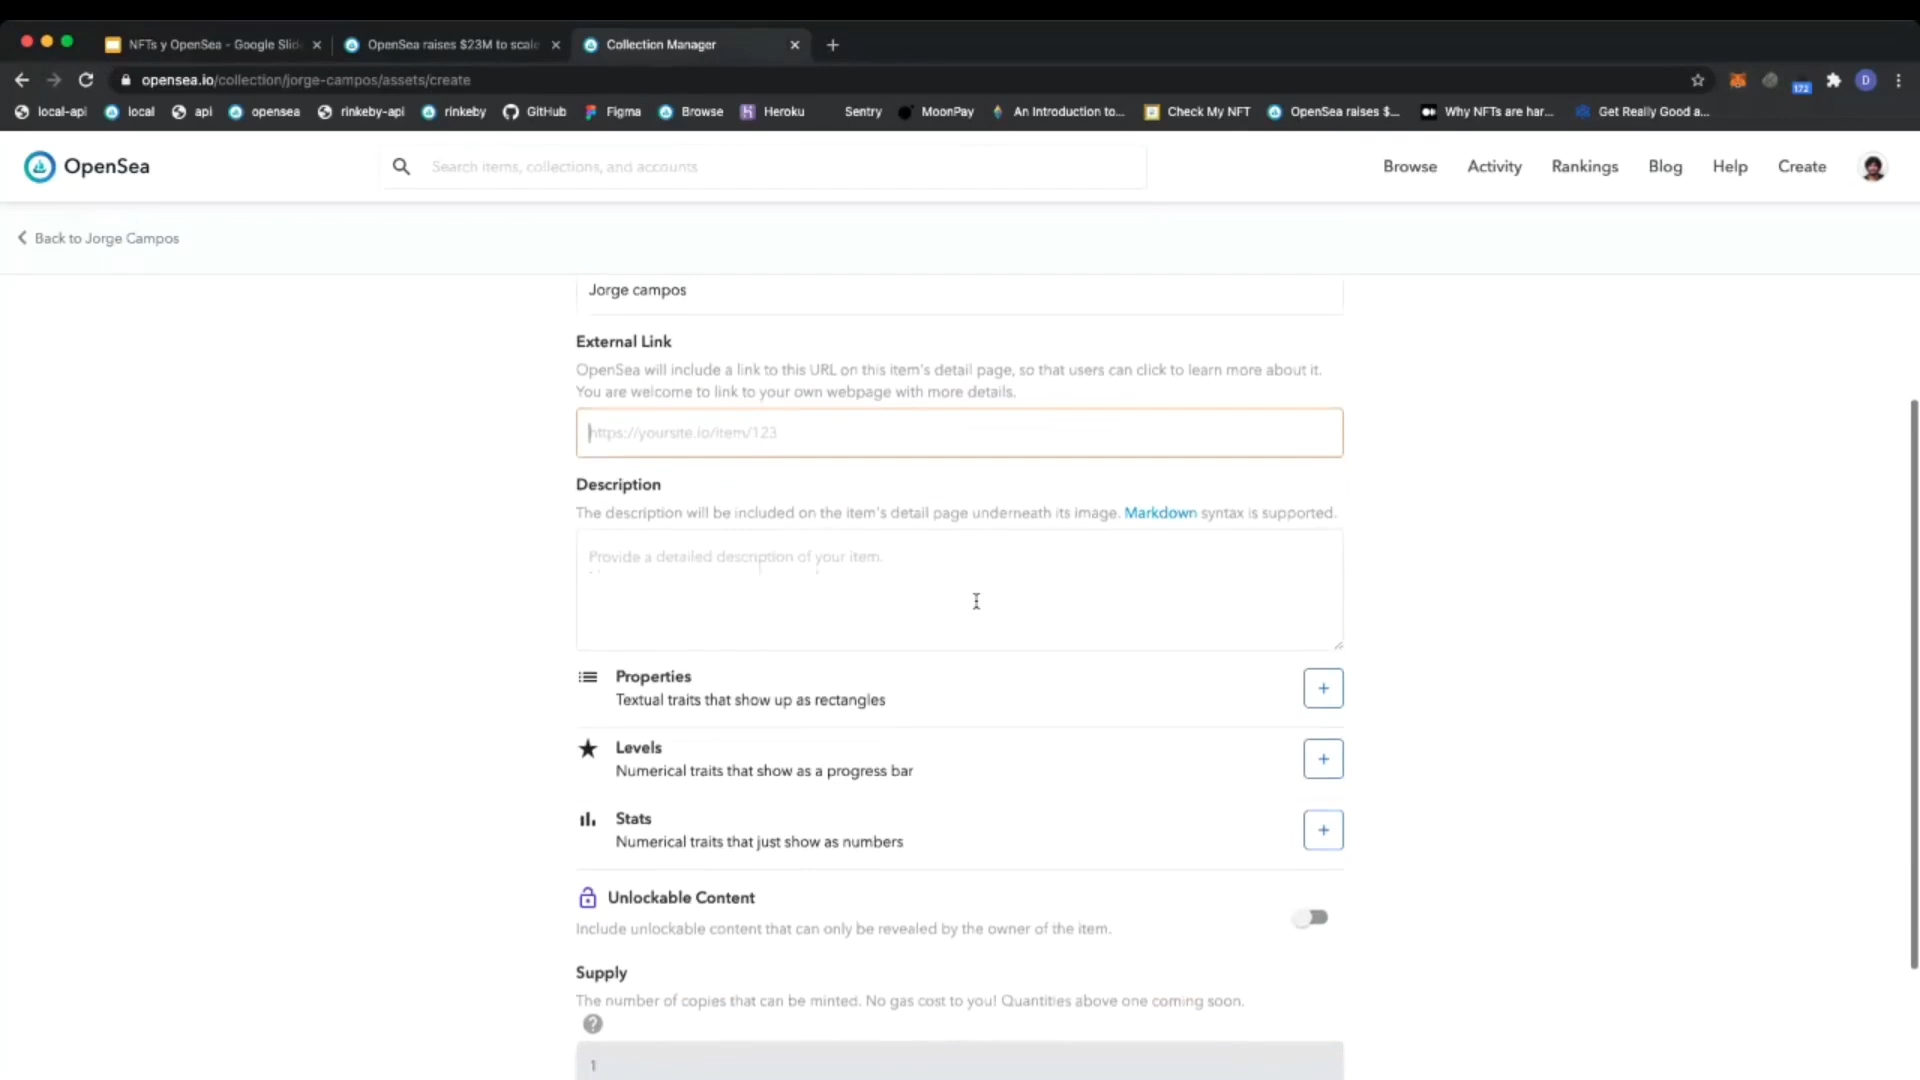 NFTs y OpenSea - Google Slid
OpenSea raises $23M to scale
Collection Manager
opensea.io/collection/jorge-campos/assets/create
172
D
local-api
local
api
opensea
rinkeby-api
rinkeby
GitHub
Figma
Browse
Heroku
Sentry
MoonPay
An Introduction to...
Check My NFT
OpenSea raises $...
Why NFTs are har...
Get Really Good a...
OpenSea
Search items, collections, and accounts
Browse
Activity
Rankings
Blog
Help
Create
Back to Jorge Campos
Jorge campos
External Link
OpenSea will include a link to this URL on this item's detail page, so that users can click to learn more about it.
You are welcome to link to your own webpage with more details.
https://yoursite.io/item/123
Description
The description will be included on the item's detail page underneath its image. Markdown syntax is supported.
Provide a detailed description of your item.
Properties
Textual traits that show up as rectangles
Levels
Numerical traits that show as a progress bar
Stats
Numerical traits that just show as numbers
Unlockable Content
Include unlockable content that can only be revealed by the owner of the item.
Supply
The number of copies that can be minted. No gas cost to you! Quantities above one coming soon.
?
1